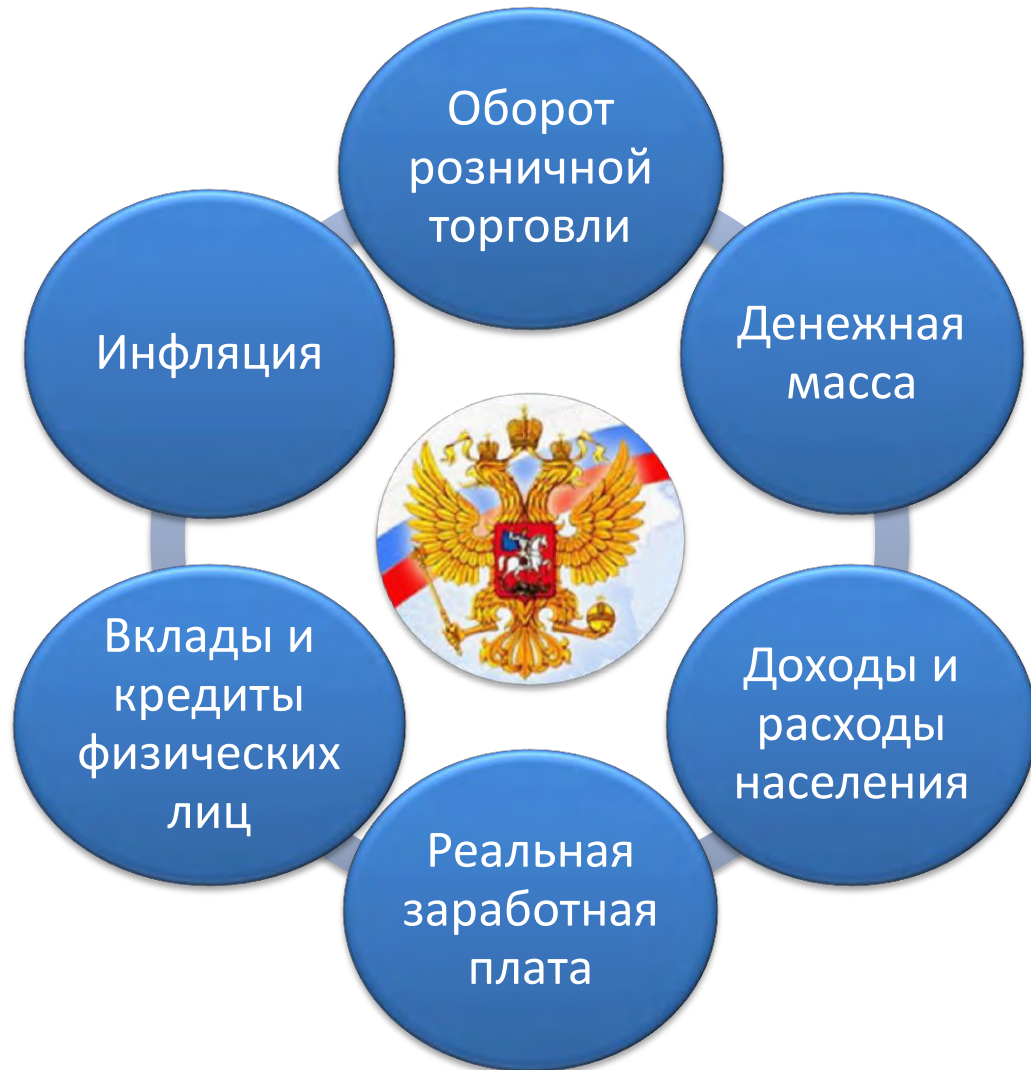 Оборот
розничной
торговли
Денежная
масса
Доходы и
расходы
населения
Реальная
заработная
плата
Вклады и
кредиты
физических
лиц
Инфляция